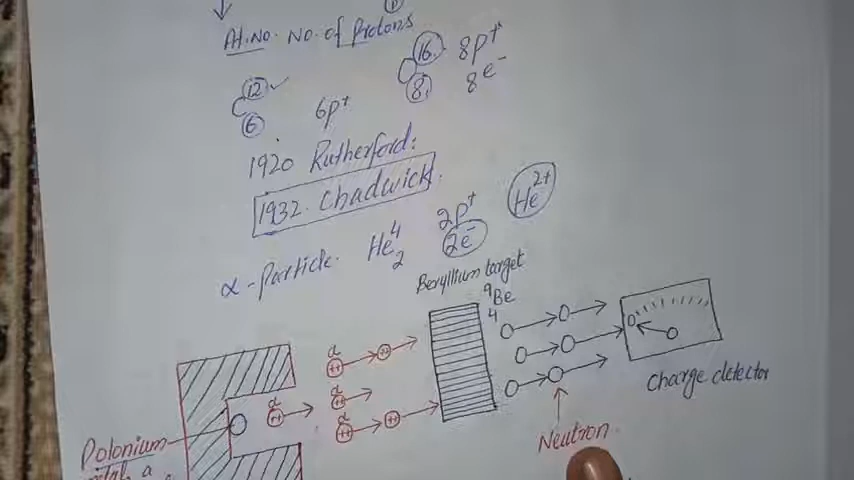 At.No. No. of Protons
C 12 6 6p+ O 16 8 8p+ 8e-
1920 Rutherford:
1932. Chadwick.
α-Particle. He 4 2 2p+ 2e- He2+
Beryllium target
9 Be 4
α
α
α
α
O
Charge detector
Neutron
Polonium